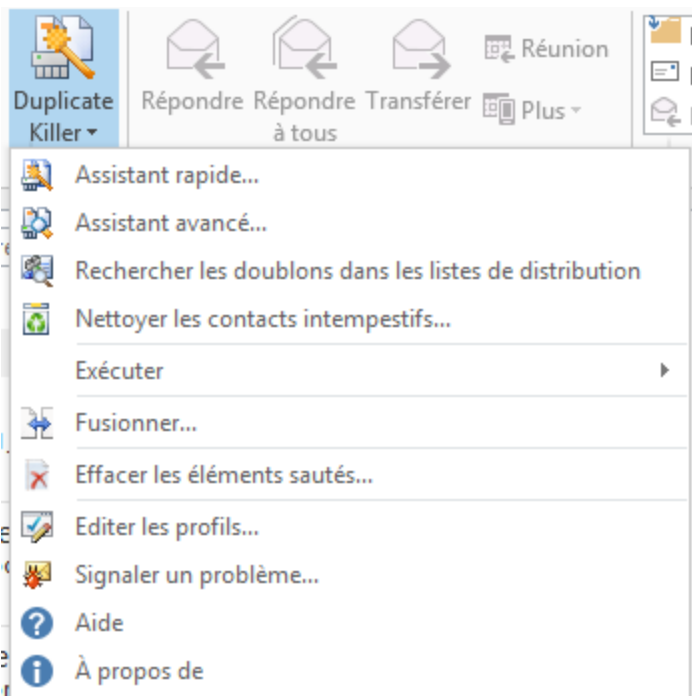 Duplicate
Killer
Répondre
Répondre
à tous
Transférer
Réunion
Plus
Assistant rapide...
Assistant avancé...
Rechercher les doublons dans les listes de distribution
Nettoyer les contacts intempestifs...
Exécuter
Fusionner...
Effacer les éléments sautés...
Editer les profils...
Signaler un problème...
Aide
À propos de